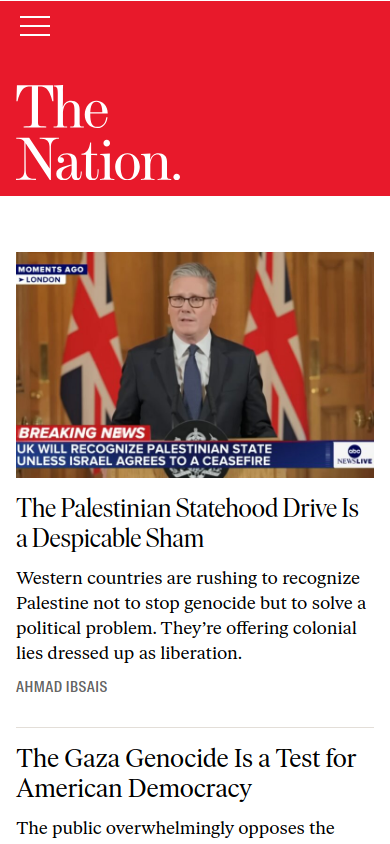 The
Nation.
MOMENTS AGO
▸ LONDON
BREAKING NEWS
UK WILL RECOGNIZE PALESTINIAN STATE
UNLESS ISRAEL AGREES TO A CEASEFIRE
abc
NEWSLIVE
The Palestinian Statehood Drive Is
a Despicable Sham
Western countries are rushing to recognize
Palestine not to stop genocide but to solve a
political problem. They’re offering colonial
lies dressed up as liberation.
AHMAD IBSAIS
The Gaza Genocide Is a Test for
American Democracy
The public overwhelmingly opposes the